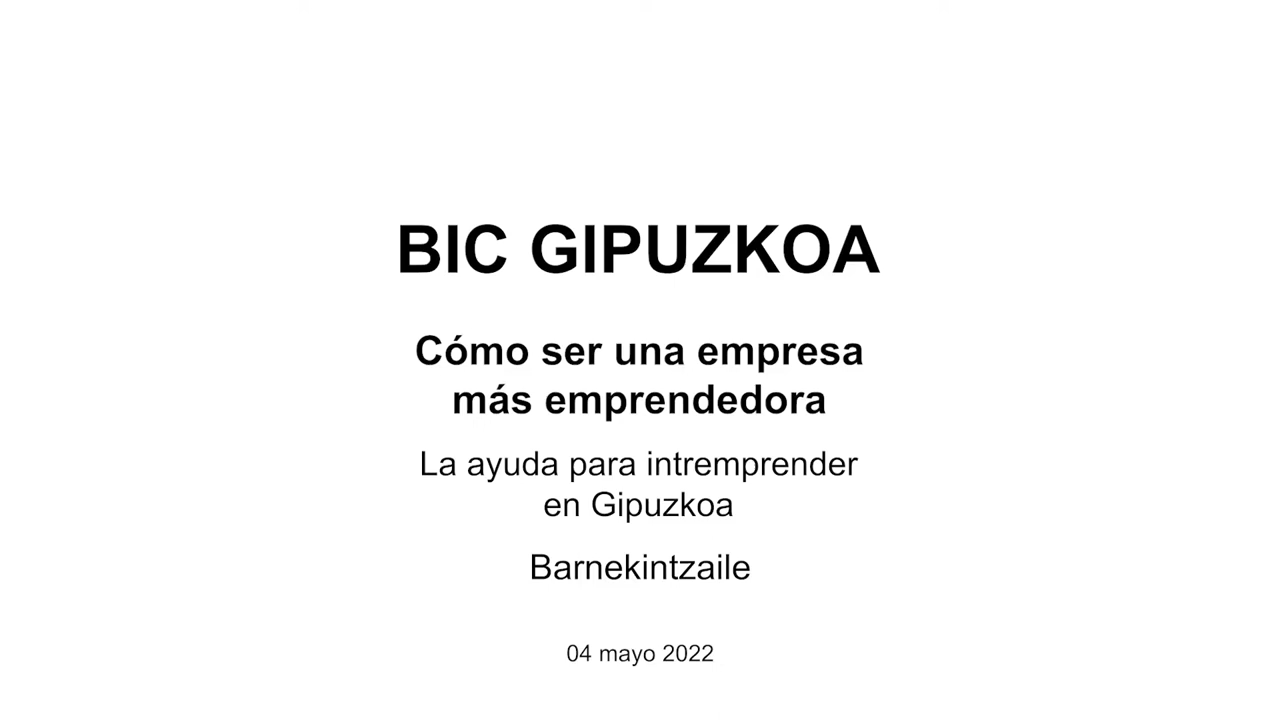 BIC GIPUZKOA
Cómo ser una empresa
más emprendedora
La ayuda para intremprender
en Gipuzkoa
Barnekintzaile
04 mayo 2022